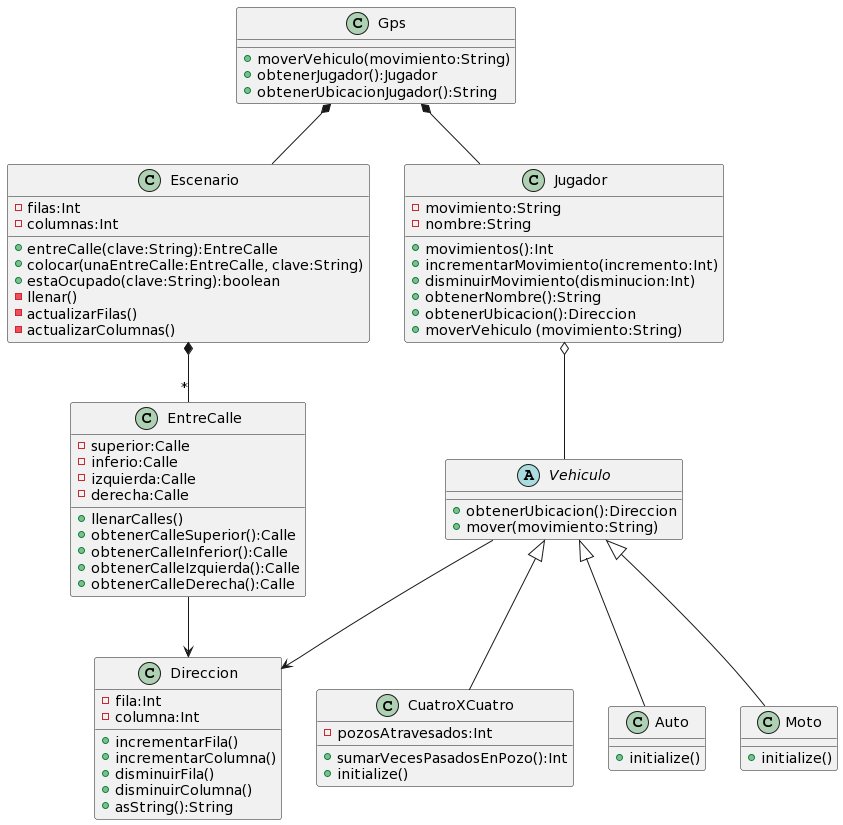 C Gps
moverVehiculo(movimiento:String)
obtenerJugador():Jugador
obtenerUbicacionJugador():String
C Escenario
filas:Int
columnas:Int
entreCalle(clave:String):EntreCalle
colocar(unaEntreCalle:EntreCalle, clave:String)
estaOcupado(clave:String):boolean
llenar()
actualizarFilas()
actualizarColumnas()
C Jugador
movimiento:String
nombre:String
movimientos():Int
incrementarMovimiento(incremento:Int)
disminuirMovimiento(disminucion:Int)
obtenerNombre():String
obtenerUbicacion():Direccion
moverVehiculo (movimiento:String)
*
C EntreCalle
superior:Calle
inferio:Calle
izquierda:Calle
derecha:Calle
llenarCalles()
obtenerCalleSuperior():Calle
obtenerCalleInferior():Calle
obtenerCalleIzquierda():Calle
obtenerCalleDerecha():Calle
A Vehiculo
obtenerUbicacion():Direccion
mover(movimiento:String)
C Direccion
fila:Int
columna:Int
incrementarFila()
incrementarColumna()
disminuirFila()
disminuirColumna()
asString():String
C CuatroXCuatro
pozosAtravesados:Int
sumarVecesPasadosEnPozo():Int
initialize()
C Auto
initialize()
C Moto
initialize()